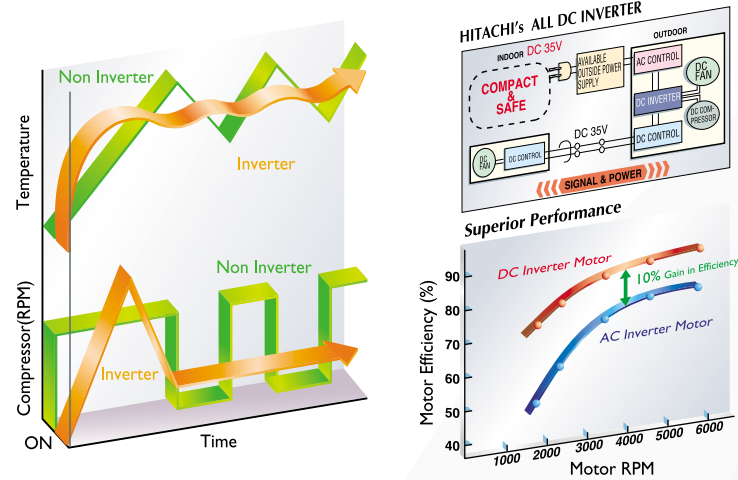 Non Inverter
Temperature
Inverter
Non Inverter
Compressor(RPM)
Inverter
ON
Time
HITACHI's ALL DC INVERTER
OUTDOOR
INDOOR DC 35V
AVAILABLE
OUTSIDE POWER
SUPPLY
AC CONTROL
DC
FAN
COMPACT
&
SAFE
DC INVERTER
DC COM-
PRESSOR
DC 35V
DC CONTROL
DC
FAN
DC CONTROL
SIGNAL & POWER
Superior Performance
90
80
70
60
50
40
Motor Efficiency (%)
DC Inverter Motor
10% Gain in Efficiency
AC Inverter Motor
1000
2000
3000
4000
5000
6000
Motor RPM